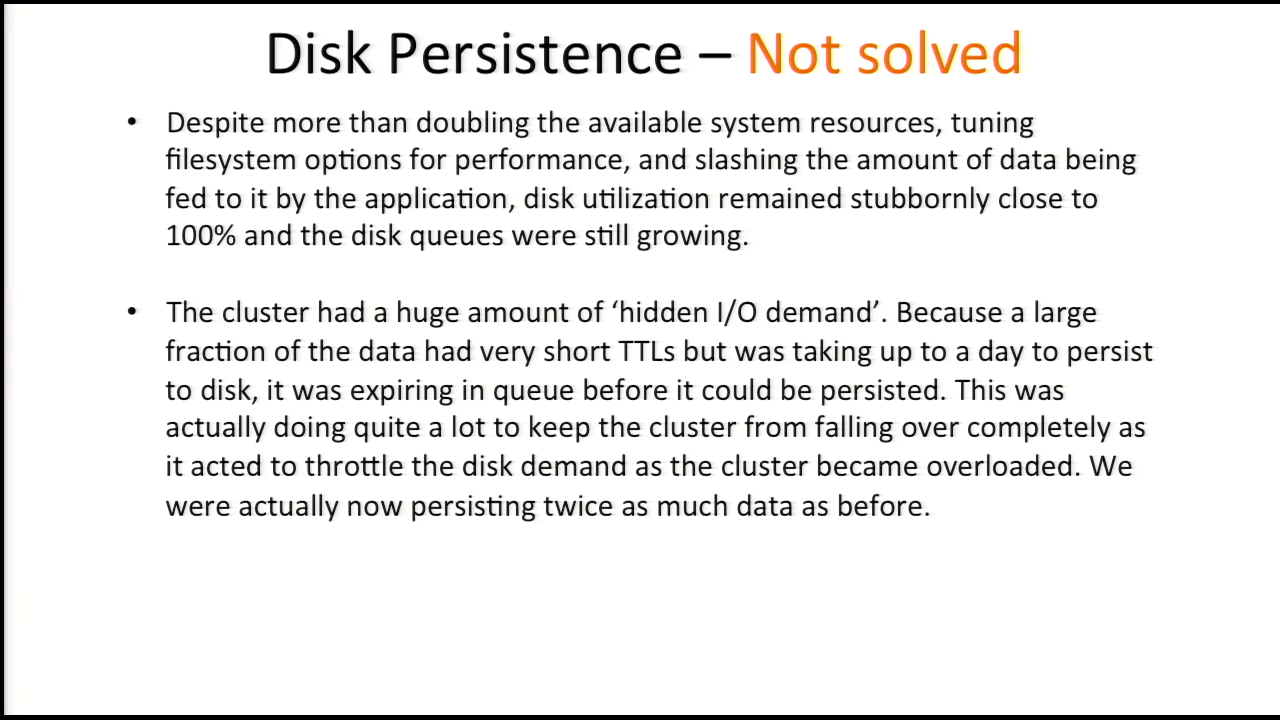 Disk Persistence – Not solved
• Despite more than doubling the available system resources, tuning
filesystem options for performance, and slashing the amount of data being
fed to it by the application, disk utilization remained stubbornly close to
100% and the disk queues were still growing.
• The cluster had a huge amount of ‘hidden I/O demand’. Because a large
fraction of the data had very short TTLs but was taking up to a day to persist
to disk, it was expiring in queue before it could be persisted. This was
actually doing quite a lot to keep the cluster from falling over completely as
it acted to throttle the disk demand as the cluster became overloaded. We
were actually now persisting twice as much data as before.